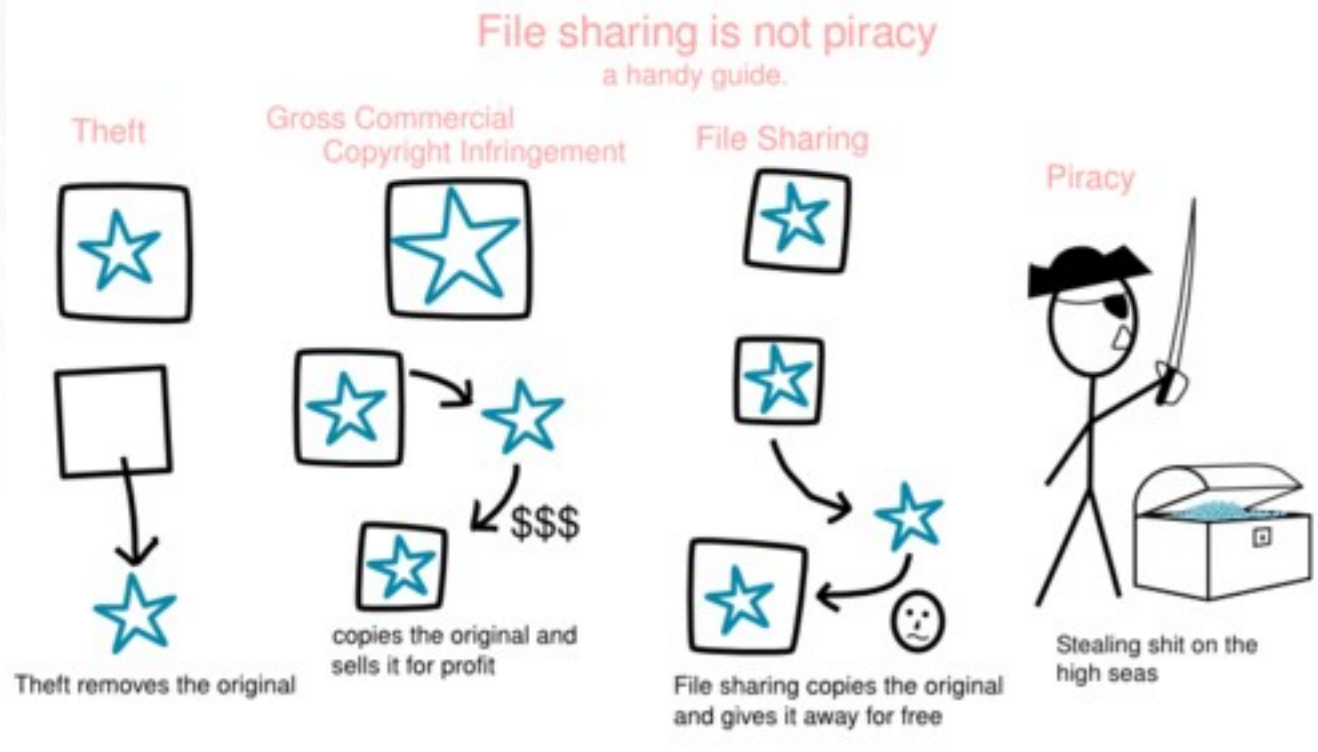 File sharing is not piracy
a handy guide.
Theft
Theft removes the original
Gross Commercial
Copyright Infringement
$$$
copies the original and
sells it for profit
File Sharing
File sharing copies the original
and gives it away for free
Piracy
Stealing shit on the
high seas